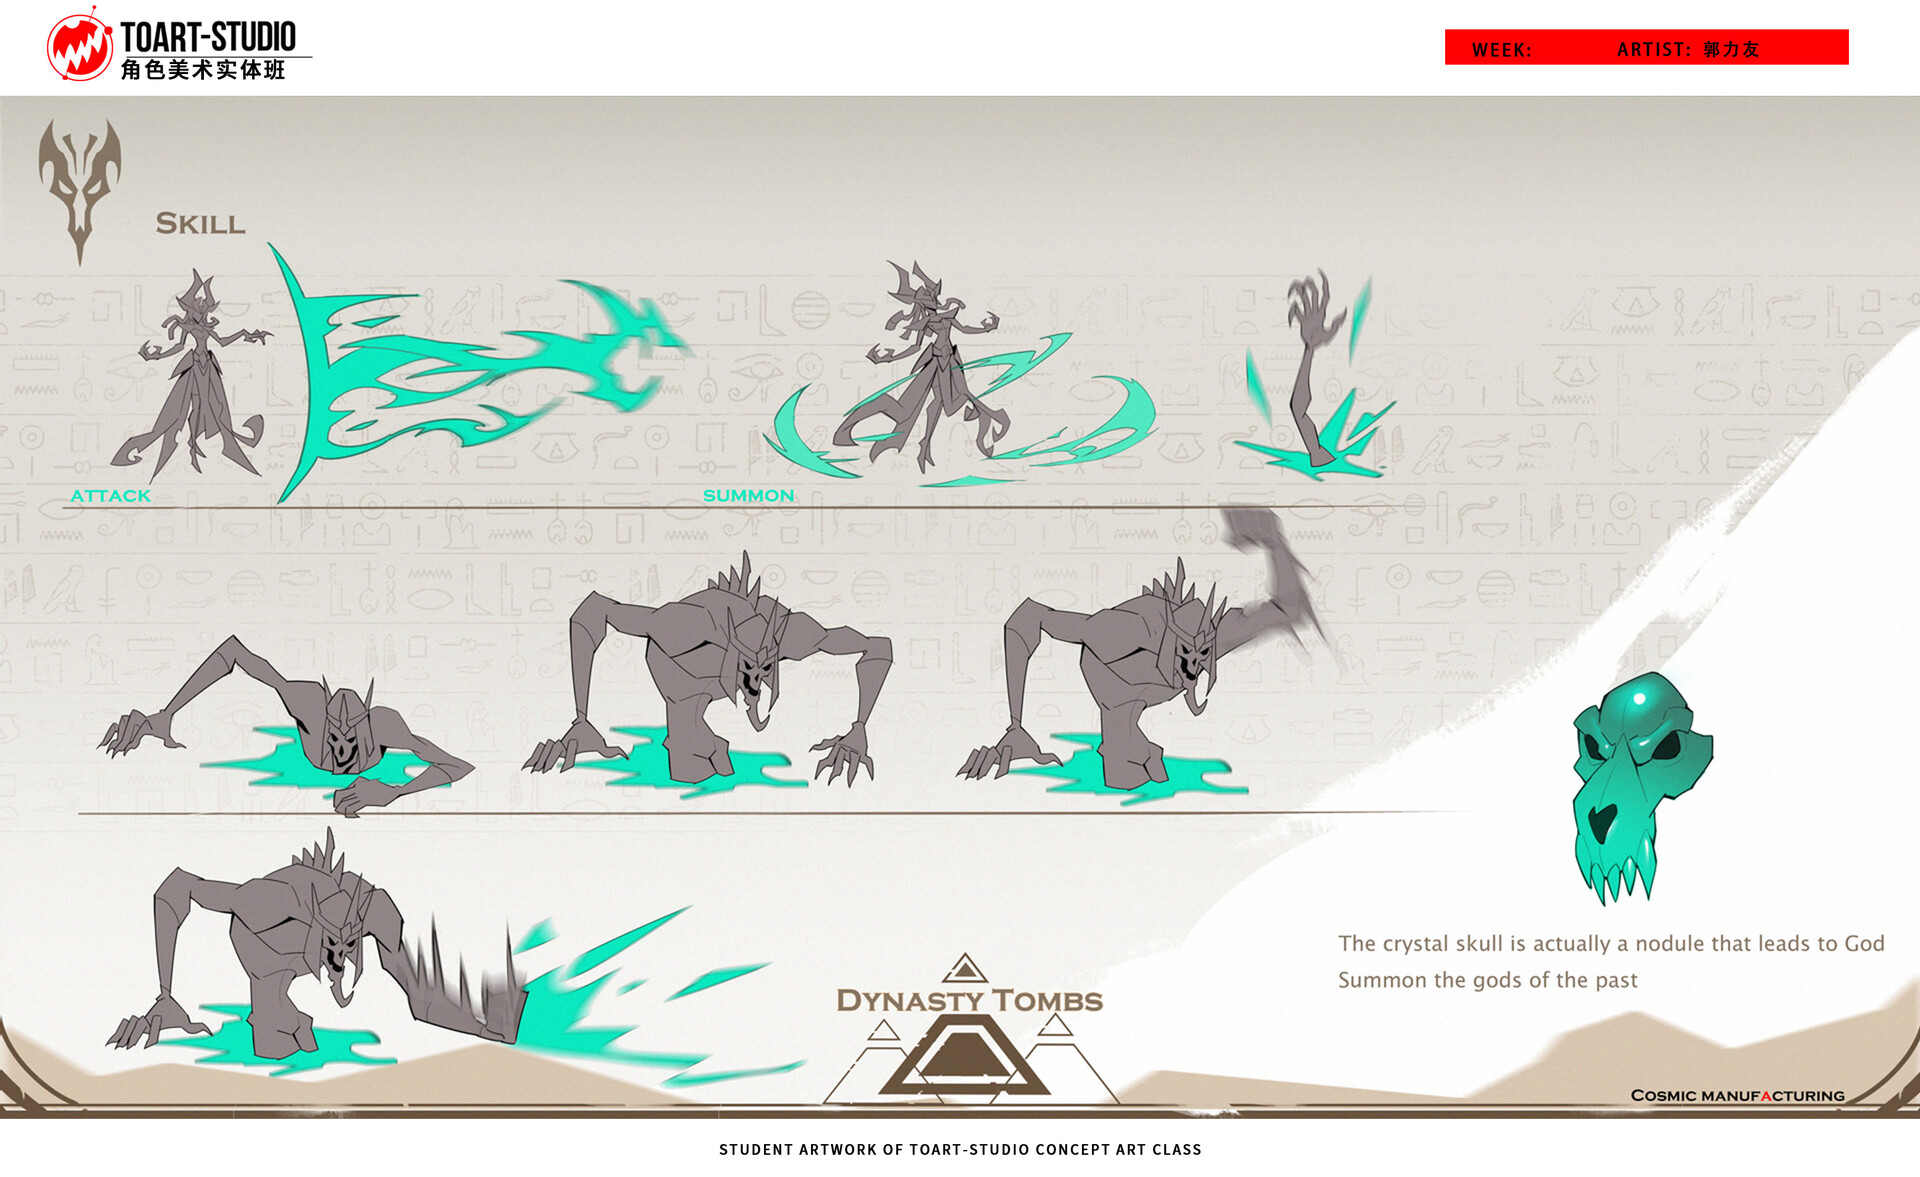 TOART-STUDIO
角色美术实体班
WEEK:
ARTIST: 郭力友
SKILL
ATTACK
SUMMON
The crystal skull is actually a nodule that leads to God
Summon the gods of the past
DYNASTY TOMBS
COSMIC MANUFACTURING
STUDENT ARTWORK OF TOART-STUDIO CONCEPT ART CLASS